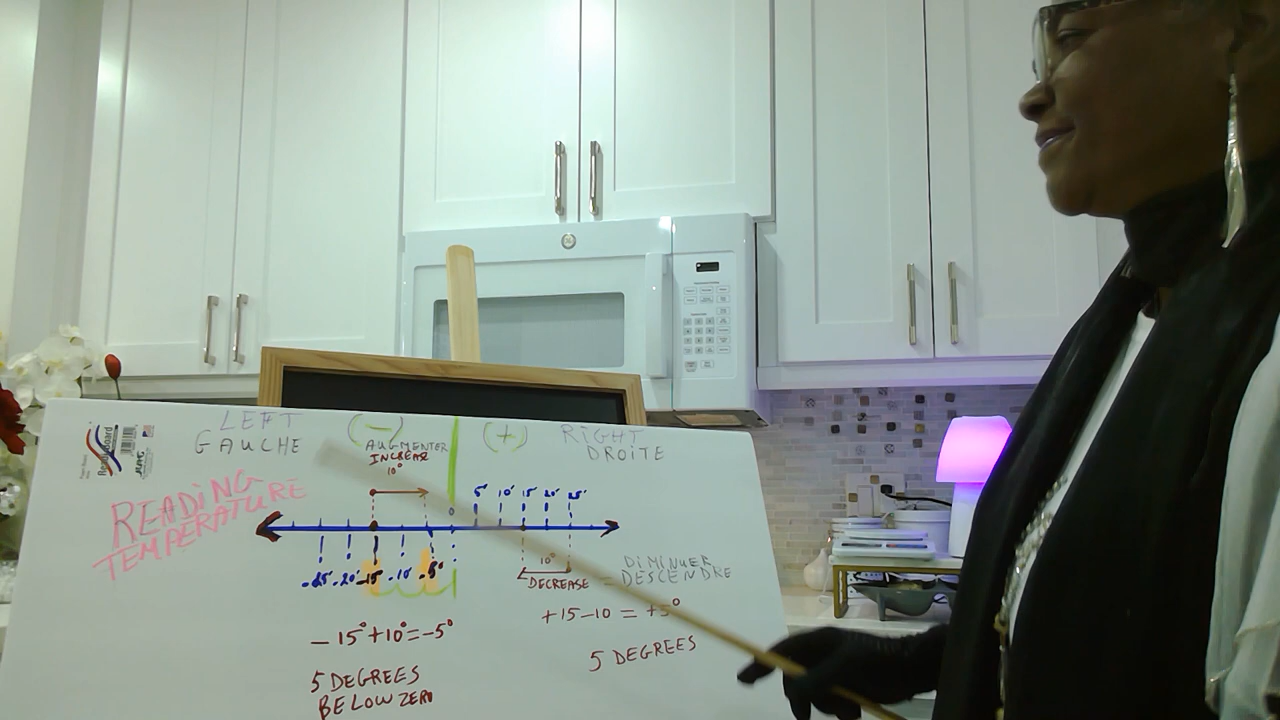 LEFT
GAUCHE
(-)
AUGMENTER
INCREASE
10°
(+)
RIGHT
DROITE
READING
TEMPERATURE
0 5° 10° 15° 20° 25°
-25° -20° -15° -10° -5°
10°
DECREASE = DIMINUER
DESCENDRE
-15°+10°=-5°
5 DEGREES
BELOW ZERO
+15-10 = +5°
5 DEGREES